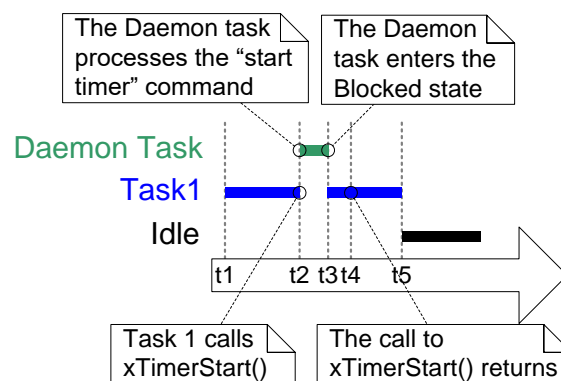 The Daemon task
processes the “start
timer” command
The Daemon
task enters the
Blocked state
Daemon Task
Task1
Idle
t1 t2 t3 t4 t5
Task 1 calls
xTimerStart()
The call to
xTimerStart() returns